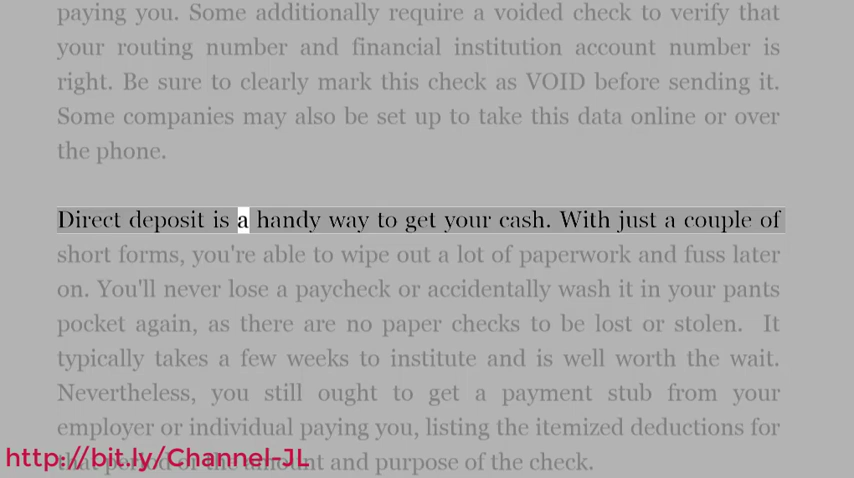 paying you. Some additionally require a voided check to verify that
your routing number and financial institution account number is
right. Be sure to clearly mark this check as VOID before sending it.
Some companies may also be set up to take this data online or over
the phone.
Direct deposit is a handy way to get your cash. With just a couple of
short forms, you're able to wipe out a lot of paperwork and fuss later
on. You'll never lose a paycheck or accidentally wash it in your pants
pocket again, as there are no paper checks to be lost or stolen. It
typically takes a few weeks to institute and is well worth the wait.
Nevertheless, you still ought to get a payment stub from your
employer or individual paying you, listing the itemized deductions for
that period or the amount and purpose of the check.
http://bit.ly/Channel-JL